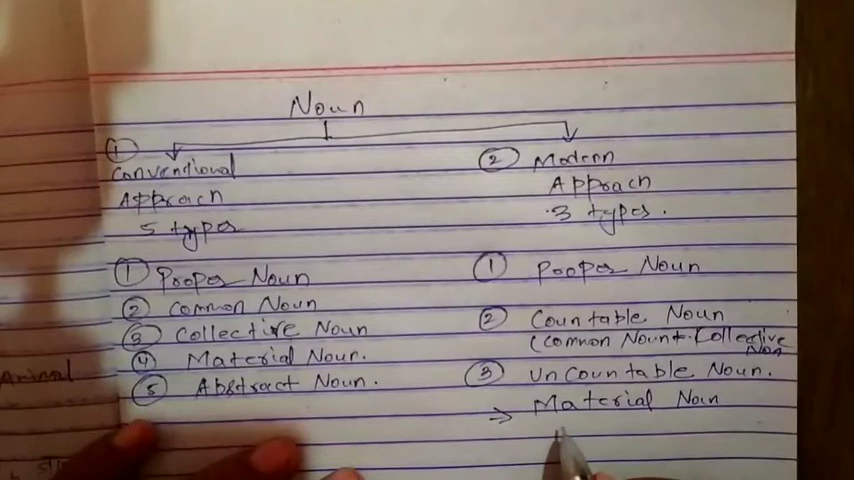 Noun
① Conventional
Approach
5 types
① Proper Noun
② Common Noun
③ Collective Noun
④ Material Noun.
⑤ Abstract Noun.
② Modern
Approach
3 types.
① Proper Noun
② Countable Noun
(Common Noun + Collective
Noun
③ Uncountable Noun.
⇒ Material Noun
Animal